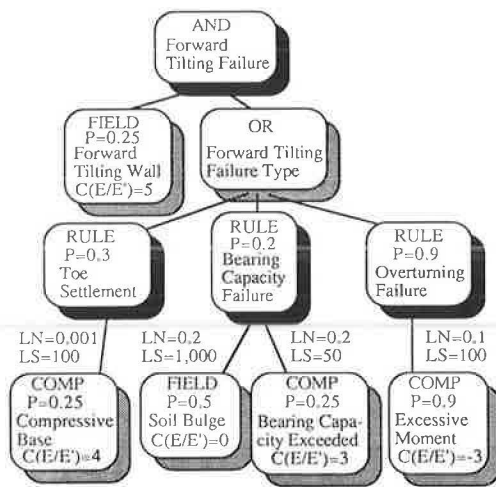 AND
Forward
Tilting Failure
FIELD
P=0.25
Forward
Tilting Wall
C(E/E')=5
OR
Forward Tilting
Failure Type
RULE
P=0.3
Toe
Settlement
RULE
P=0.2
Bearing
Capacity
Failure
RULE
P=0.9
Overturning
Failure
LN=0.001
LS=100
LN=0.2
LS=1,000
LN=0.2
LS=50
LN=0.1
LS=100
COMP
P=0.25
Compressive
Base
C(E/E')=4
FIELD
P=0.5
Soil Bulge
C(E/E')=0
COMP
P=0.25
Bearing Capa-
city Exceeded
C(E/E')=3
COMP
P=0.9
Excessive
Moment
C(E/E')=-3